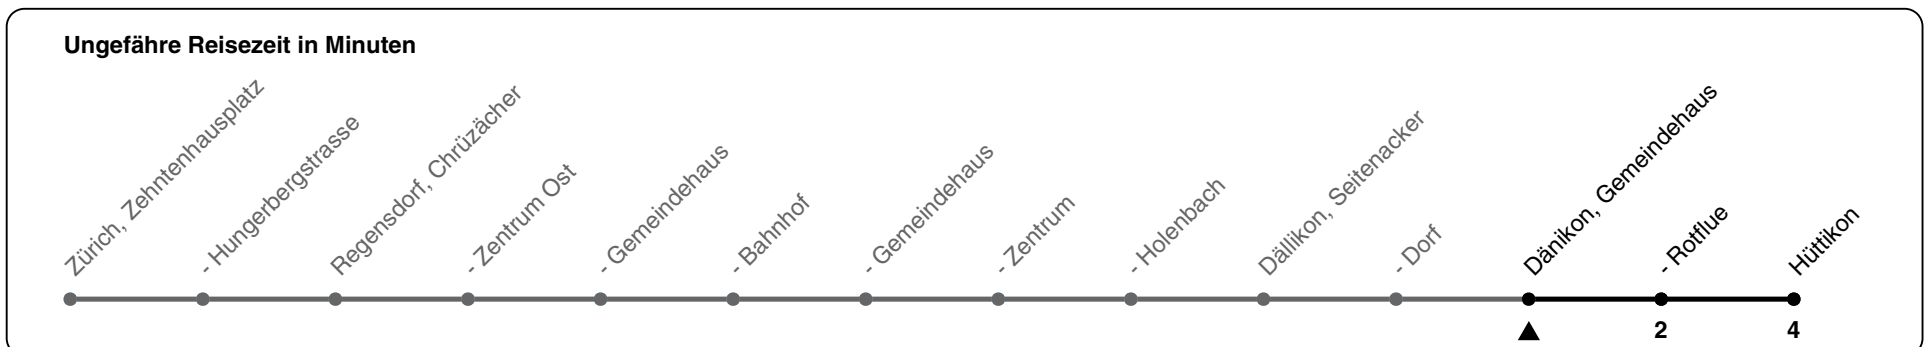 Ungefähre Reisezeit in Minuten
Zürich, Zehntenhausplatz
- Hungerbergstrasse
Regensdorf, Chrüzächer
- Zentrum Ost
- Gemeindehaus
- Bahnhof
- Gemeindehaus
- Zentrum
- Holenbach
Dällikon, Seitenacker
- Dorf
Dänikon, Gemeindehaus
- Rotflue
Hüttikon
2
4